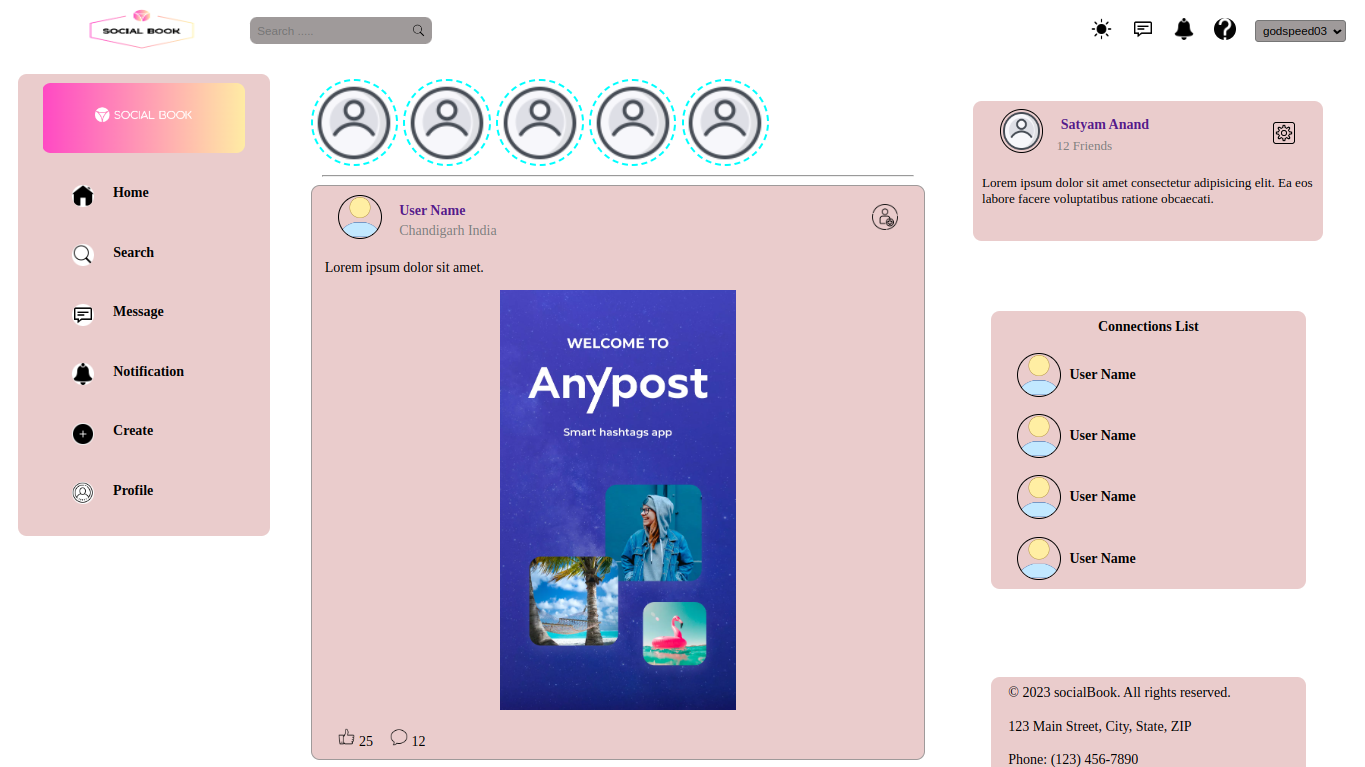 SOCIAL BOOK
Search .....
godspeed03
SOCIAL BOOK
Home
Search
Message
Notification
Create
Profile
User Name
Chandigarh India
Lorem ipsum dolor sit amet.
WELCOME TO
Anypost
Smart hashtags app
25 12
Satyam Anand
12 Friends
Lorem ipsum dolor sit amet consectetur adipisicing elit. Ea eos
labore facere voluptatibus ratione obcaecati.
Connections List
User Name
User Name
User Name
User Name
© 2023 socialBook. All rights reserved.
123 Main Street, City, State, ZIP
Phone: (123) 456-7890